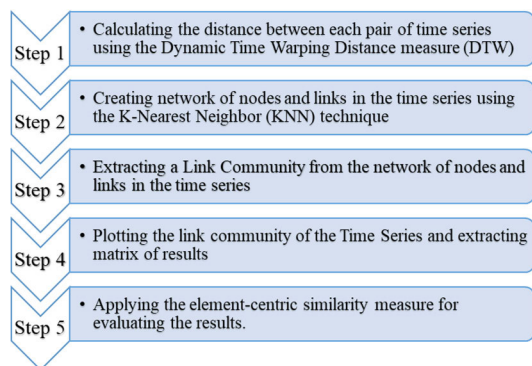 Step 1
• Calculating the distance between each pair of time series
using the Dynamic Time Warping Distance measure (DTW)
Step 2
• Creating network of nodes and links in the time series using
the K-Nearest Neighbor (KNN) technique
Step 3
• Extracting a Link Community from the network of nodes and
links in the time series
Step 4
• Plotting the link community of the Time Series and extracting
matrix of results
Step 5
• Applying the element-centric similarity measure for
evaluating the results.